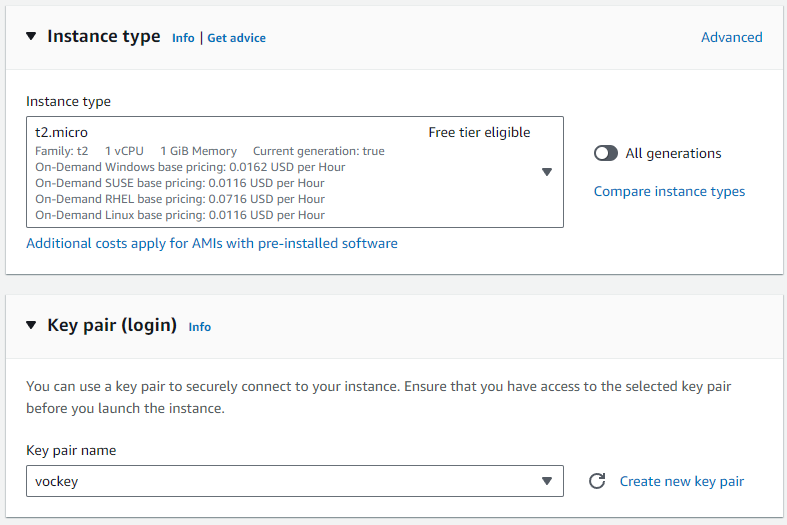 Instance type Info | Get advice Advanced
Instance type
t2.micro Free tier eligible
Family: t2 1 vCPU 1 GiB Memory Current generation: true
On-Demand Windows base pricing: 0.0162 USD per Hour
On-Demand SUSE base pricing: 0.0116 USD per Hour
On-Demand RHEL base pricing: 0.0716 USD per Hour
On-Demand Linux base pricing: 0.0116 USD per Hour
All generations
Compare instance types
Additional costs apply for AMIs with pre-installed software
Key pair (login) Info
You can use a key pair to securely connect to your instance. Ensure that you have access to the selected key pair
before you launch the instance.
Key pair name
vockey
Create new key pair